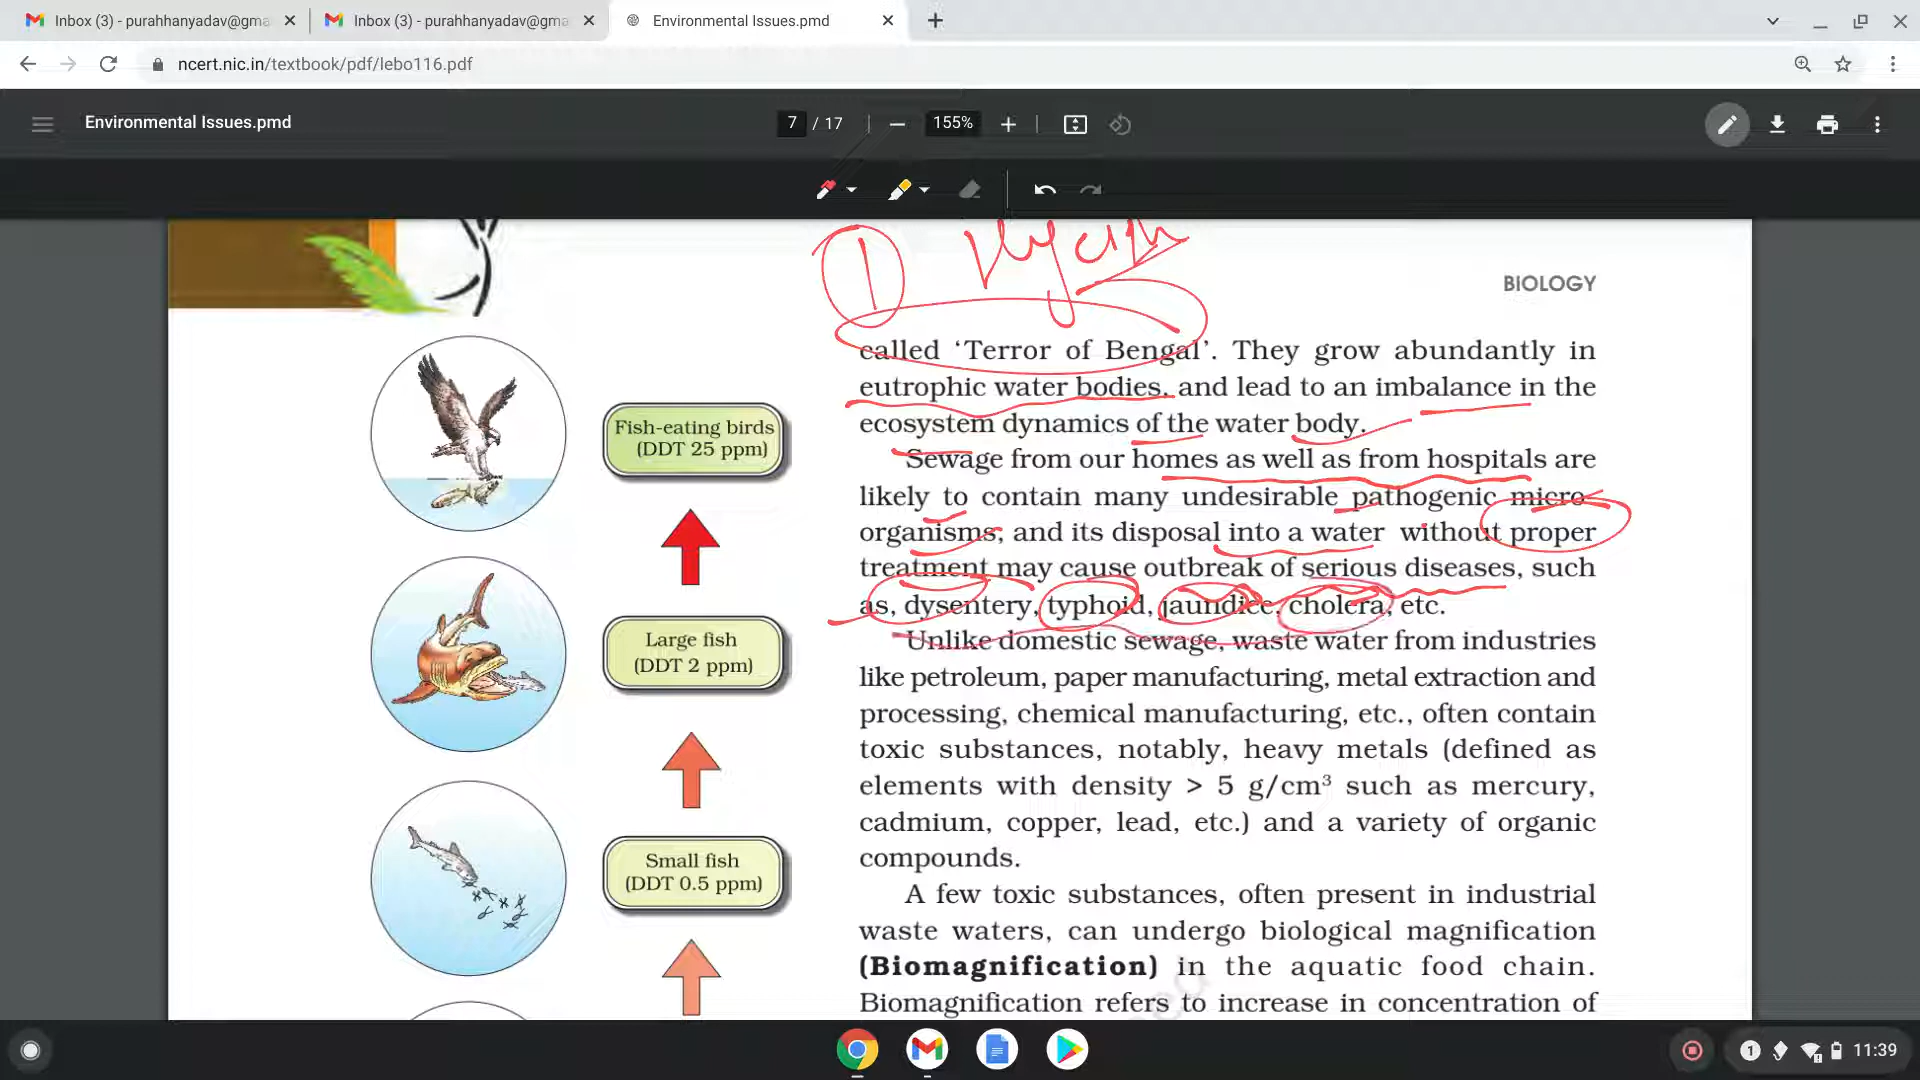 Inbox (3) - purahhanyadav@gma
Inbox (3) - purahhanyadav@gma
Environmental Issues.pmd
ncert.nic.in/textbook/pdf/lebo116.pdf
Environmental Issues.pmd
7 / 17
155%
1
BIOLOGY
called ‘Terror of Bengal’. They grow abundantly in
eutrophic water bodies, and lead to an imbalance in the
ecosystem dynamics of the water body.
Sewage from our homes as well as from hospitals are
likely to contain many undesirable pathogenic micro-
organisms, and its disposal into a water without proper
treatment may cause outbreak of serious diseases, such
as, dysentery, typhoid, jaundice, cholera, etc.
Unlike domestic sewage, waste water from industries
like petroleum, paper manufacturing, metal extraction and
processing, chemical manufacturing, etc., often contain
toxic substances, notably, heavy metals (defined as
elements with density > 5 g/cm³ such as mercury,
cadmium, copper, lead, etc.) and a variety of organic
compounds.
A few toxic substances, often present in industrial
waste waters, can undergo biological magnification
(Biomagnification) in the aquatic food chain.
Biomagnification refers to increase in concentration of
Fish-eating birds
(DDT 25 ppm)
Large fish
(DDT 2 ppm)
Small fish
(DDT 0.5 ppm)
1
11:39